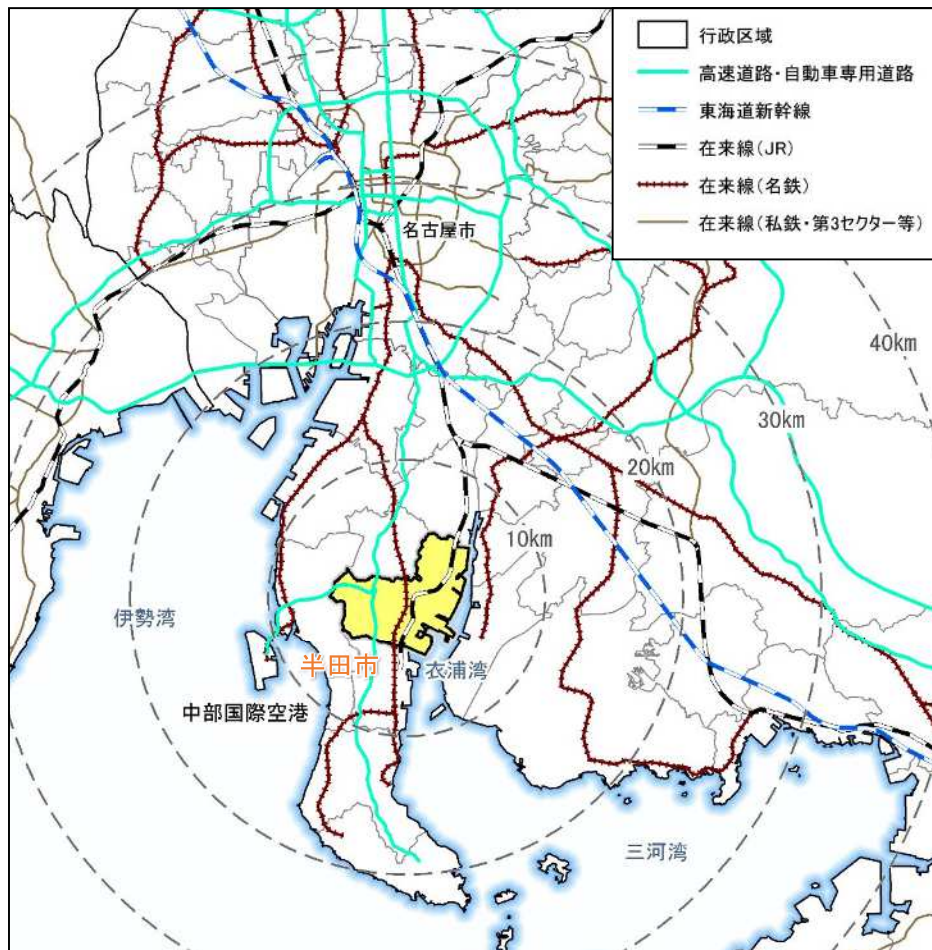 行政区域
高速道路・自動車専用道路
東海道新幹線
在来線(JR)
在来線(名鉄)
在来線(私鉄・第3セクター等)
名古屋市
40km
30km
20km
10km
伊勢湾
半田市
衣浦湾
中部国際空港
三河湾